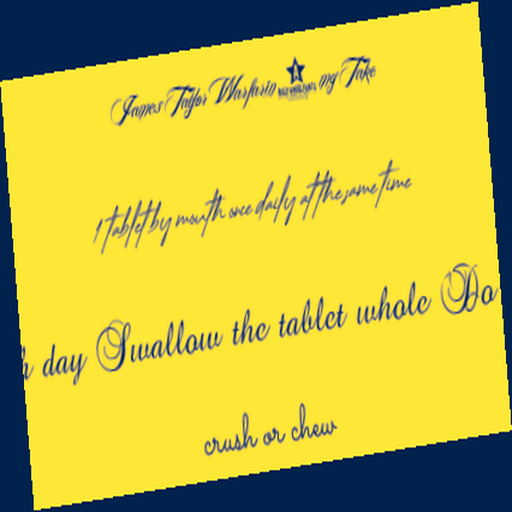 James Taylor Warfarin mg Take
1 tablet by mouth once daily at the same time
day Swallow the tablet whole Do
crush or chew